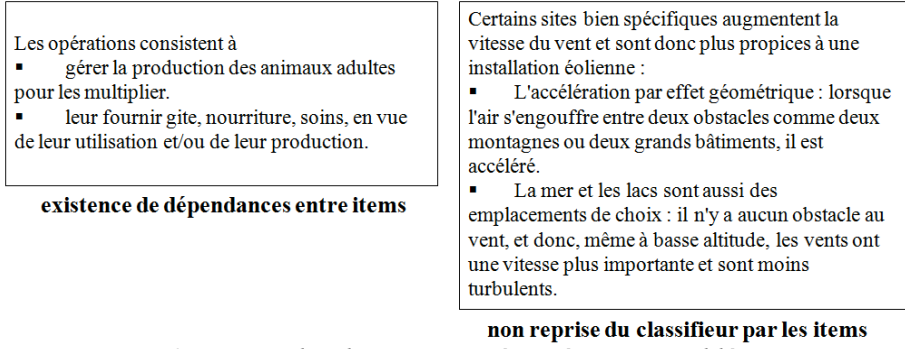 Les opérations consistent à
▪ gérer la production des animaux adultes
pour les multiplier.
▪ leur fournir gite, nourriture, soins, en vue
de leur utilisation et/ou de leur production.
existence de dépendances entre items
Certains sites bien spécifiques augmentent la
vitesse du vent et sont donc plus propices à une
installation éolienne :
▪ L'accélération par effet géométrique : lorsque
l'air s'engouffre entre deux obstacles comme deux
montagnes ou deux grands bâtiments, il est
accéléré.
▪ La mer et les lacs sont aussi des
emplacements de choix : il n'y a aucun obstacle au
vent, et donc, même à basse altitude, les vents ont
une vitesse plus importante et sont moins
turbulents.
non reprise du classifieur par les items